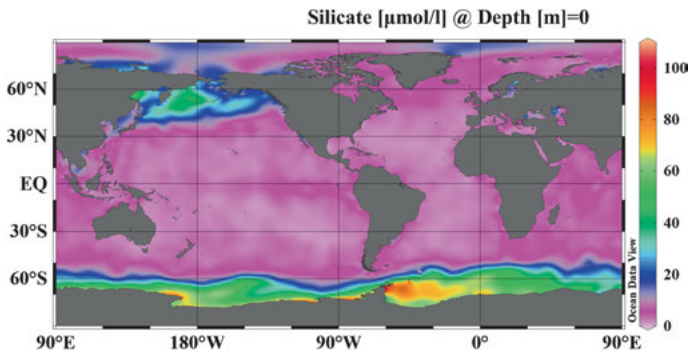 Silicate [µmol/l] @ Depth [m]=0
60°N
30°N
EQ
30°S
60°S
90°E
180°W
90°W
0°
90°E
100
80
60
40
20
0
Ocean Data View